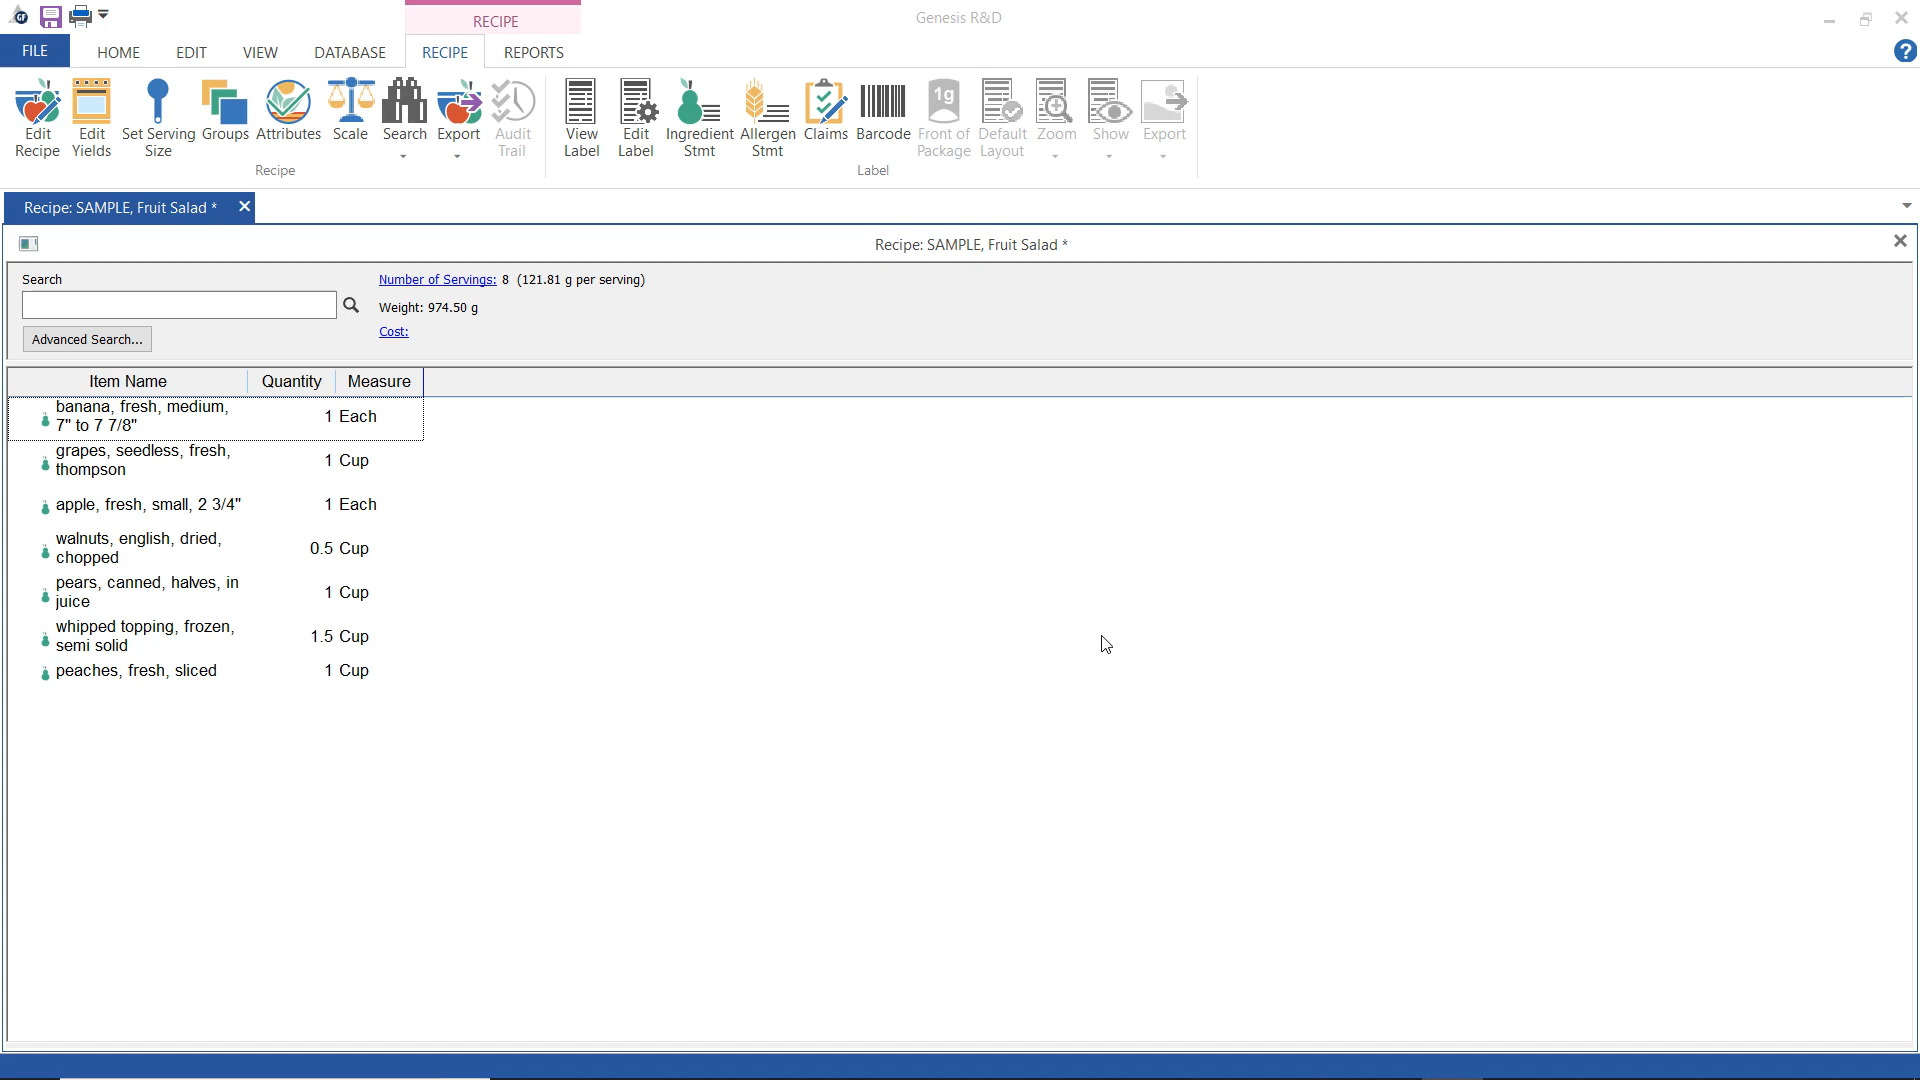 GF
RECIPE
Genesis R&D
FILE
HOME
EDIT
VIEW
DATABASE
RECIPE
REPORTS
?
Edit
Recipe
Edit
Yields
Set Serving
Size
Groups
Attributes
Scale
Search
Export
Audit
Trail
Recipe
View
Label
Edit
Label
Ingredient
Stmt
Allergen
Stmt
Claims
Barcode
1g
Front of
Package
Default
Layout
Zoom
Show
Export
Label
Recipe: SAMPLE, Fruit Salad *
Recipe: SAMPLE, Fruit Salad *
Search
Number of Servings: 8 (121.81 g per serving)
Weight: 974.50 g
Cost:
Advanced Search...
Item Name Quantity Measure
banana, fresh, medium,
7" to 7 7/8" 1 Each
grapes, seedless, fresh,
thompson 1 Cup
apple, fresh, small, 2 3/4" 1 Each
walnuts, english, dried,
chopped 0.5 Cup
pears, canned, halves, in
juice 1 Cup
whipped topping, frozen,
semi solid 1.5 Cup
peaches, fresh, sliced 1 Cup